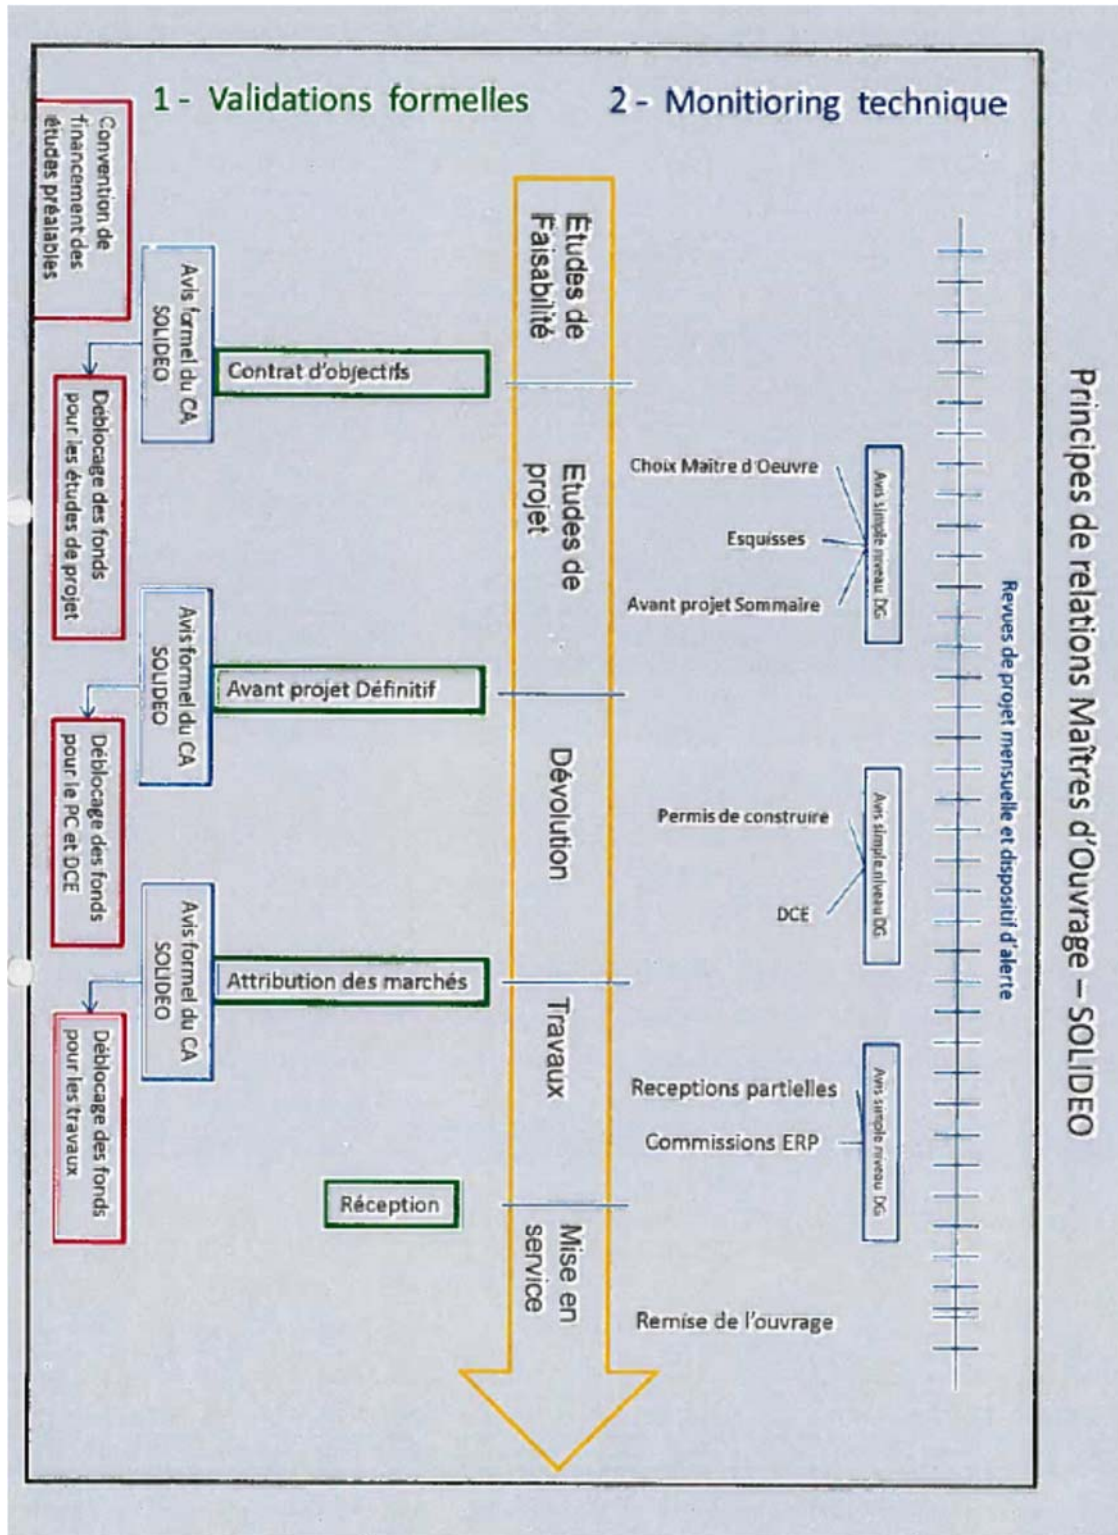 Principes de relations Maîtres d'Ouvrage – SOLIDEO
1 - Validations formelles
2 - Monitioring technique
Revues de projet mensuelle et dispositif d'alerte
Convention de
financement des
études préalables
Avis formel du CA
SOLIDEO
Déblocage des fonds
pour les études de projet
Avis formel du CA
SOLIDEO
Déblocage des fonds
pour le PC et DCE
Avis formel du CA
SOLIDEO
Déblocage des fonds
pour les travaux
Contrat d'objectifs
Avant projet Définitif
Attribution des marchés
Réception
Études de
Faisabilité
Etudes de
projet
Dévolution
Travaux
Mise en
service
Choix Maître d'Oeuvre
Esquisses
Avant projet Sommaire
Avis simple niveau DG
Permis de construire
DCE
Avis simple niveau DG
Receptions partielles
Commissions ERP
Avis simple niveau DG
Remise de l'ouvrage